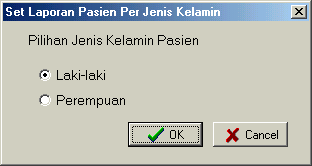 Set Laporan Pasien Per Jenis Kelamin
Pilihan Jenis Kelamin Pasien
Laki-laki
Perempuan
OK Cancel